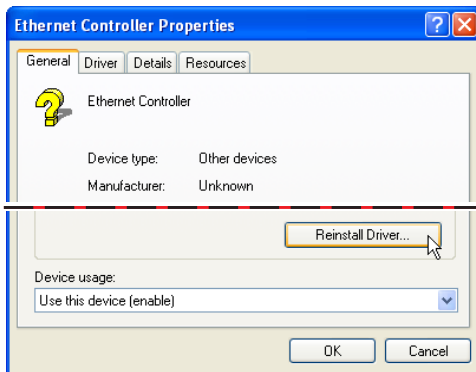 Ethernet Controller Properties
General Driver Details Resources
Ethernet Controller
Device type: Other devices
Manufacturer: Unknown
Reinstall Driver...
Device usage:
Use this device (enable)
OK Cancel